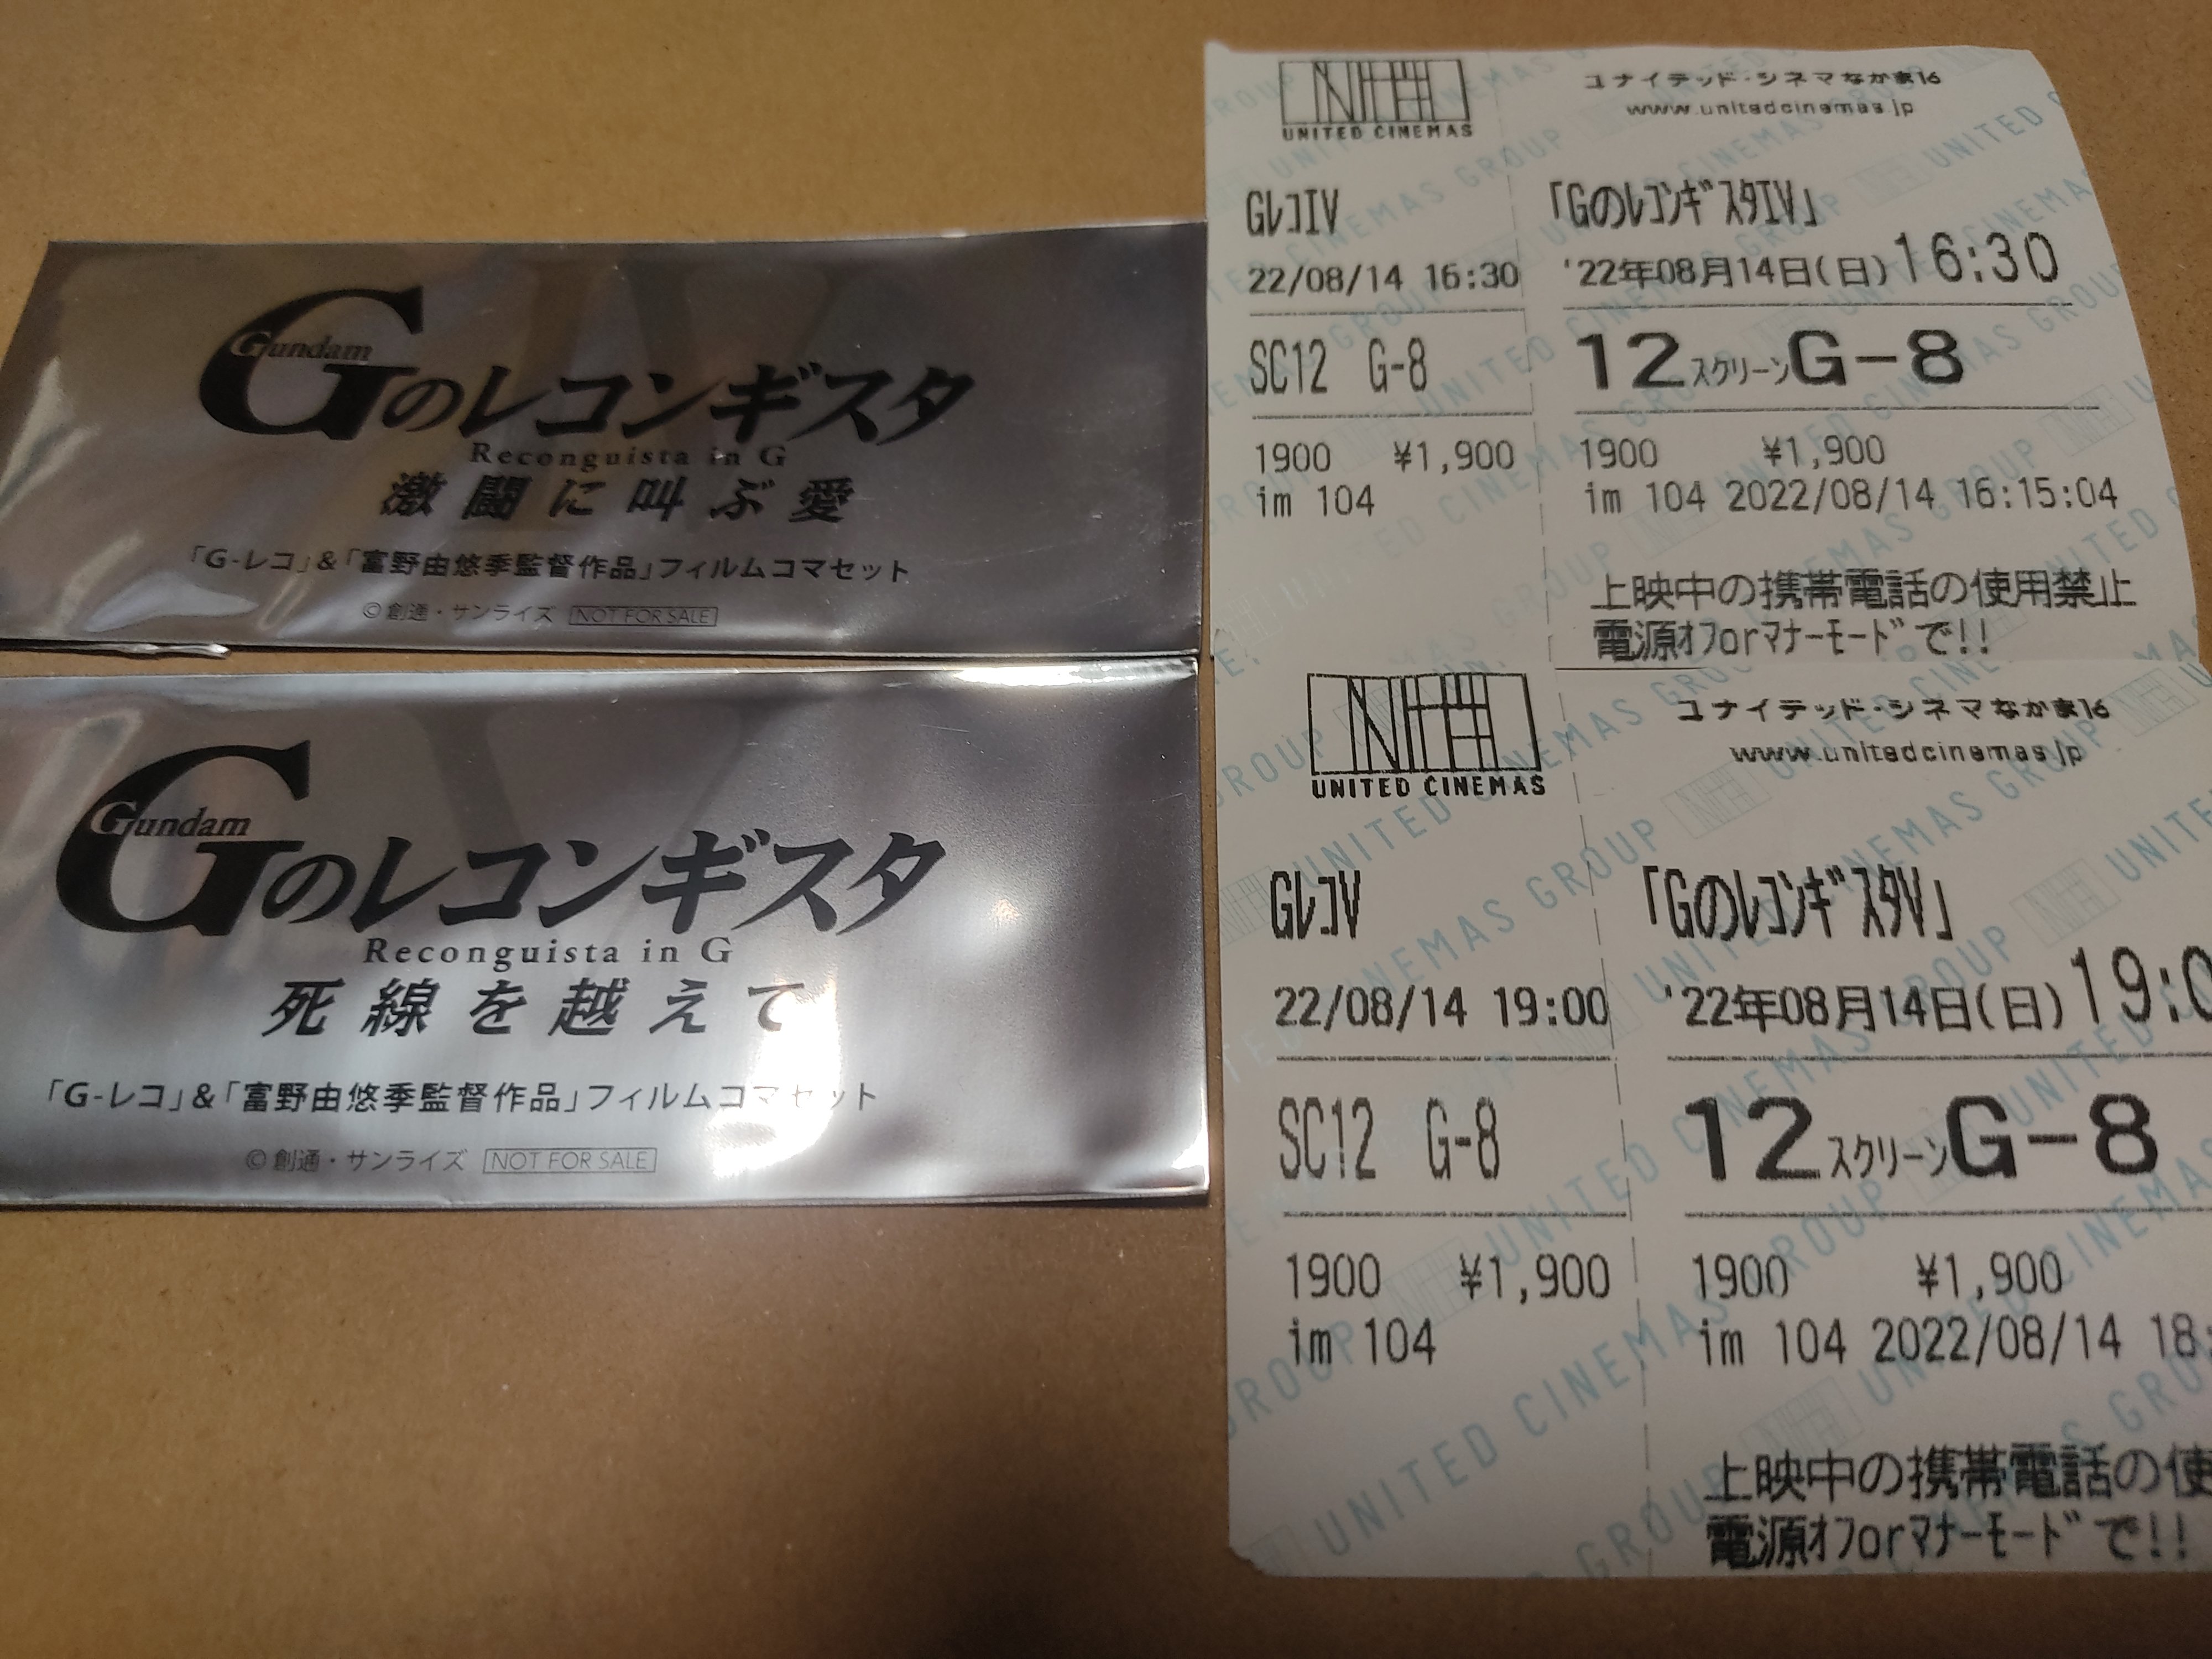 Gundam
Gのレコンギスタ
Reconguista in G
激闘に叫ぶ愛
「G-レコ」&「富野由悠季監督作品」フィルムコマセット
©創通・サンライズ NOT FOR SALE
Gundam
Gのレコンギスタ
Reconguista in G
死線を越えて
「G-レコ」&「富野由悠季監督作品」フィルムコマセット
©創通・サンライズ NOT FOR SALE
UNITED CINEMAS
ユナイテッド・シネマなかま16
www.unitedcinemas.jp
GﾚｺIV
「GのﾚｺﾝｷﾞｽﾀIV」
22/08/14 16:30
'22年08月14日(日)16:30
SC12 G-8
12スクリーンG-8
1900 ¥1,900
1900 ¥1,900
im 104
im 104 2022/08/14 16:15:04
上映中の携帯電話の使用禁止
電源ｵﾌorﾏﾅｰﾓｰﾄﾞで!!
UNITED CINEMAS
ユナイテッド・シネマなかま16
www.unitedcinemas.jp
GﾚｺV
「GのﾚｺﾝｷﾞｽﾀV」
22/08/14 19:00
'22年08月14日(日)19:0
SC12 G-8
12スクリーンG-8
1900 ¥1,900
1900 ¥1,900
im 104
im 104 2022/08/14 18:
上映中の携帯電話の使
電源ｵﾌorﾏﾅｰﾓｰﾄﾞで!!
UNITED CINEMAS GROUP